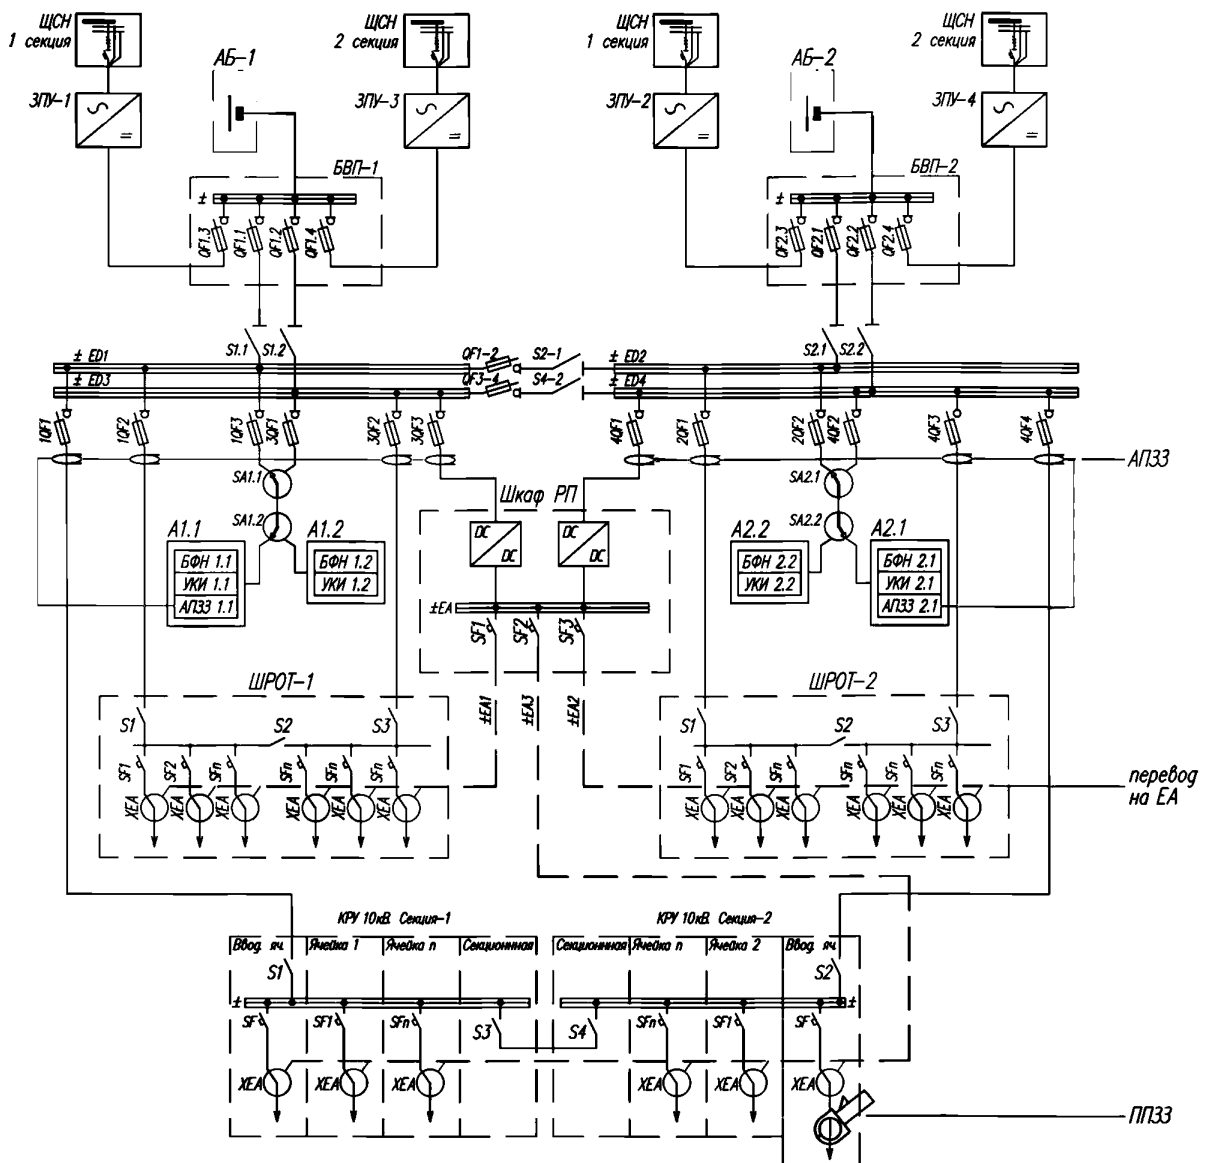 ЩСН
1 секция
ЩСН
2 секция
ЩСН
1 секция
ЩСН
2 секция
АБ-1
АБ-2
ЗПУ-1
ЗПУ-3
ЗПУ-2
ЗПУ-4
БВП-1
БВП-2
±
±
QF1.3
QF1.1
QF1.2
QF1.4
QF2.3
QF2.1
QF2.2
QF2.4
S1.1
S1.2
S2.1
S2.2
± ED1
QF1-2
S2-1
± ED2
± ED3
QF3-4
S4-2
± ED4
1QF1
1QF2
1QF3
3QF1
3QF2
3QF3
4QF1
2QF1
2QF2
4QF2
4QF3
4QF4
АПЗЗ
SA1.1
SA2.1
Шкаф РП
SA1.2
SA2.2
A1.1
A1.2
A2.2
A2.1
DC
DC
DC
DC
БФН 1.1
УКИ 1.1
АПЗЗ 1.1
БФН 1.2
УКИ 1.2
БФН 2.2
УКИ 2.2
БФН 2.1
УКИ 2.1
АПЗЗ 2.1
±EA
SF1
SF2
SF3
±EA1
±EA3
±EA2
ШРОТ-1
ШРОТ-2
S1
S2
S3
S1
S2
S3
SF1
SF2
SFn
SFn
SFn
SFn
SF1
SF2
SFn
SFn
SFn
SFn
XEA
XEA
XEA
XEA
XEA
XEA
XEA
XEA
XEA
XEA
XEA
XEA
перевод
на ЕА
КРУ 10кВ. Секция-1
КРУ 10кВ. Секция-2
Ввод. яч.
Ячейка 1
Ячейка n
Секционнная
Секционная
Ячейка n
Ячейка 2
Ввод. яч.
S1
S2
±
±
SF
SF1
SFn
S3
S4
SFn
SF1
SF
XEA
XEA
XEA
XEA
XEA
XEA
ППЗЗ